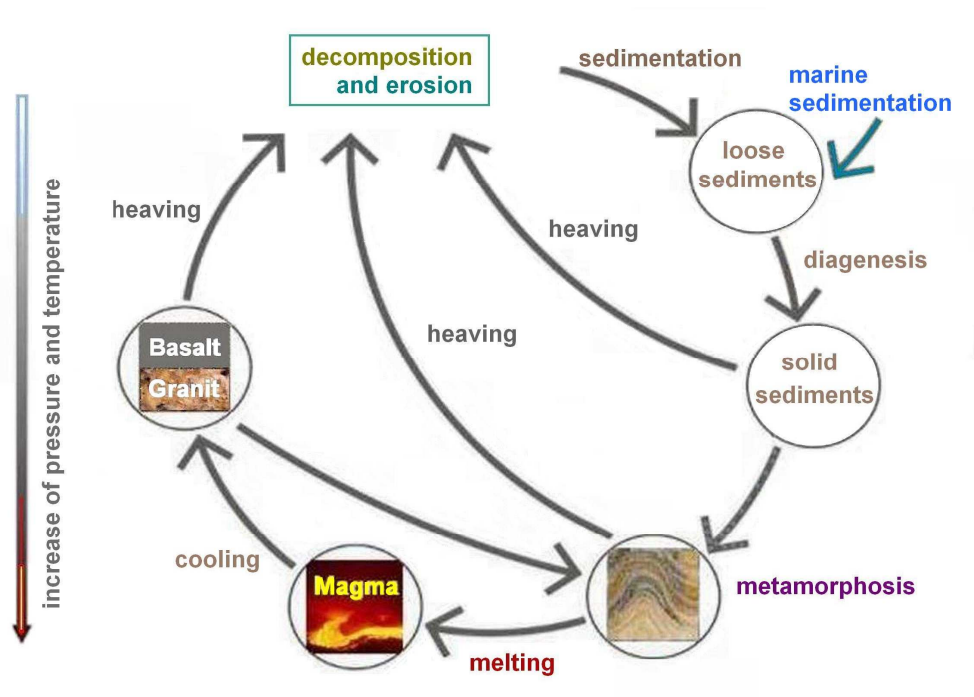 decomposition
and erosion
sedimentation
marine
sedimentation
loose
sediments
heaving
heaving
diagenesis
increase of pressure and temperature
heaving
Basalt
Granit
solid
sediments
cooling
Magma
metamorphosis
melting